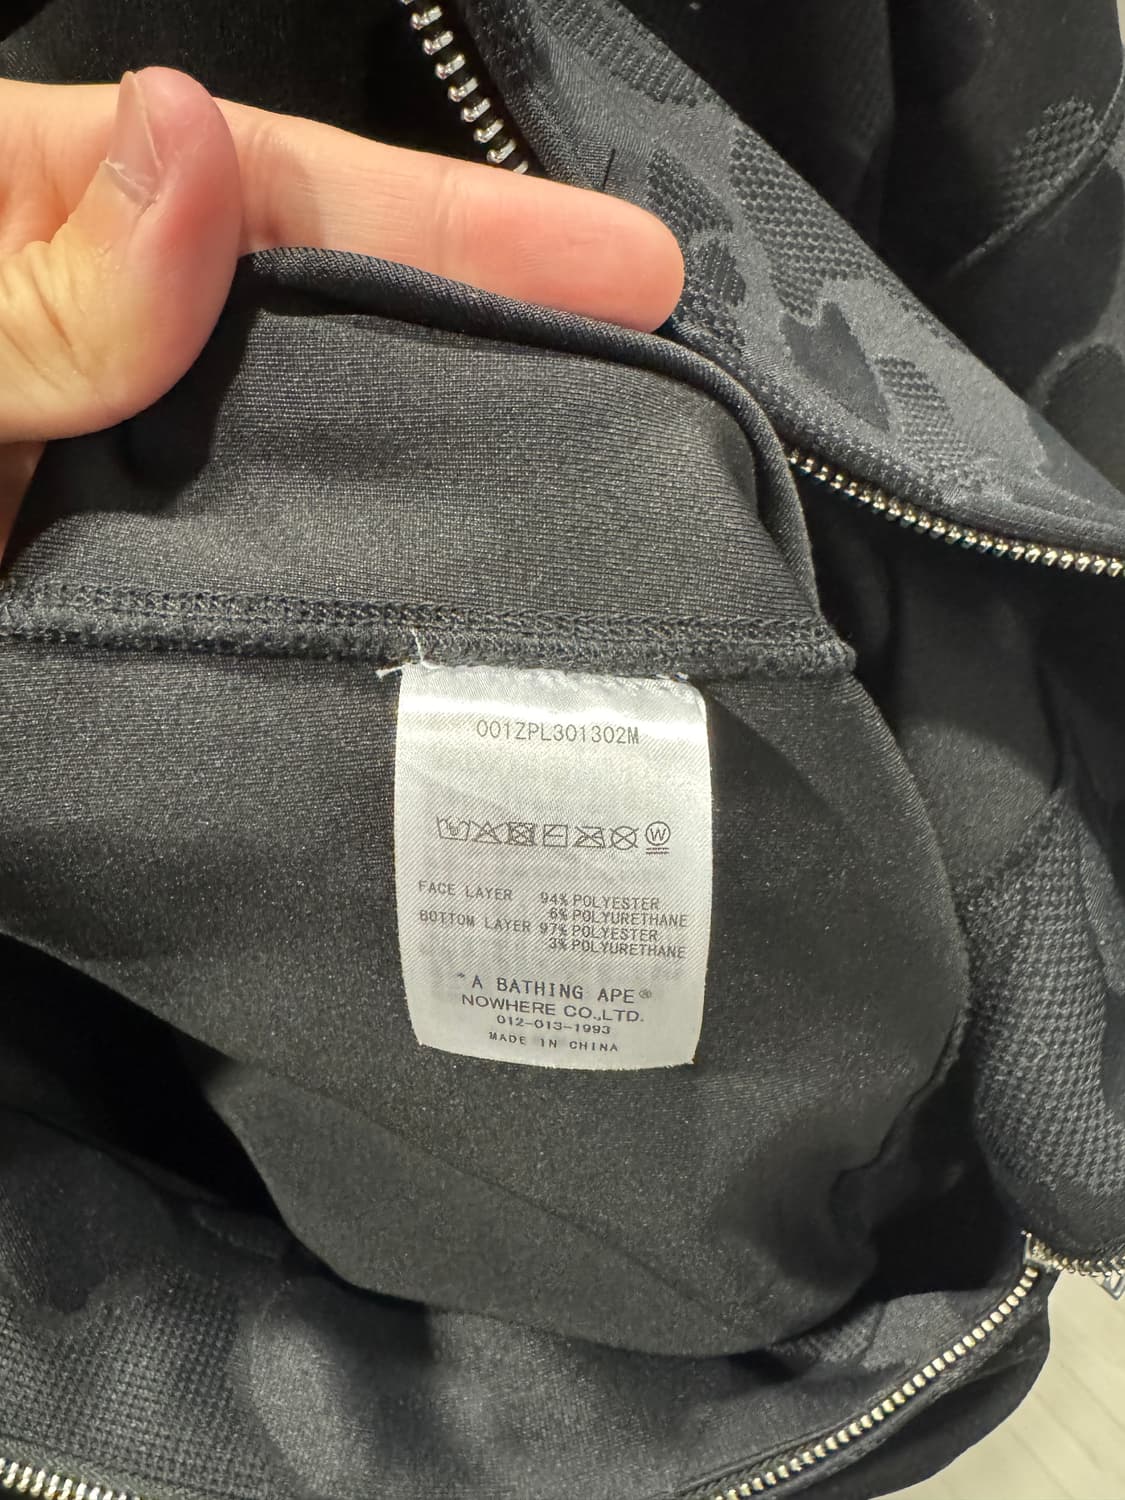 001ZPL301302M
W
FACE LAYER 94% POLYESTER
6% POLYURETHANE
BOTTOM LAYER 97% POLYESTER
3% POLYURETHANE
"A BATHING APE®
NOWHERE CO.,LTD.
012-013-1993
MADE IN CHINA